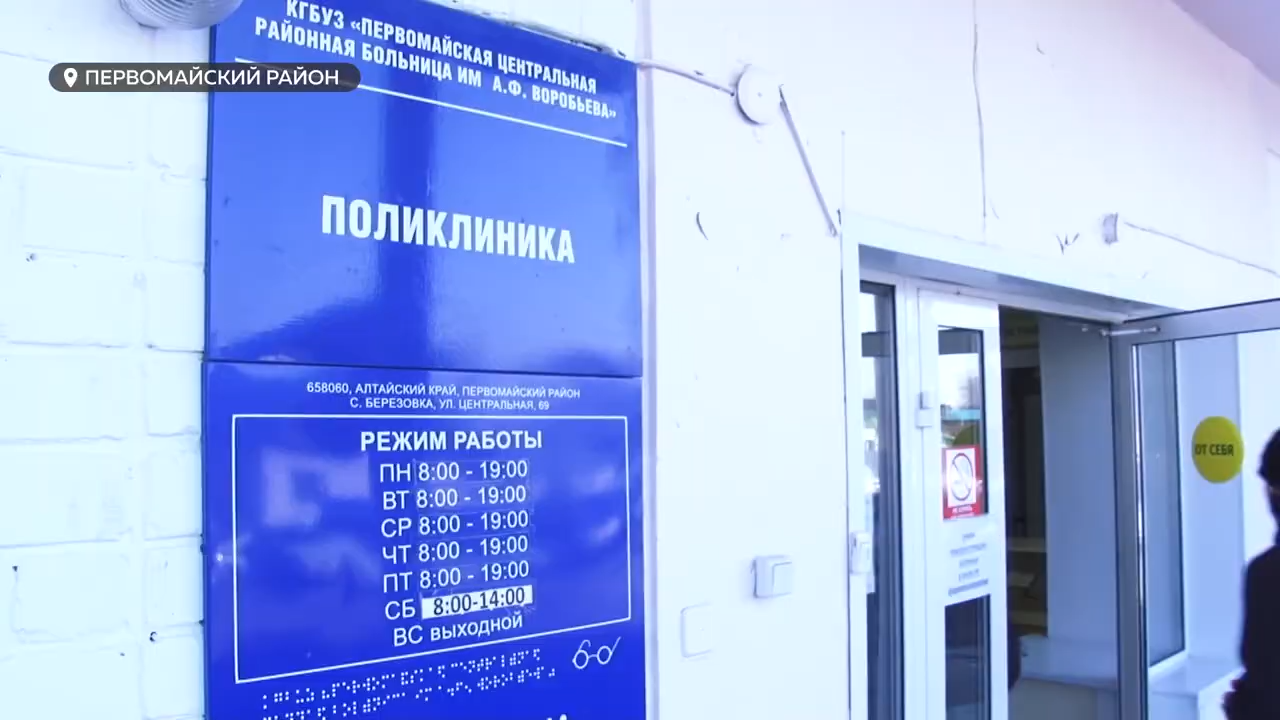 КГБУЗ «ПЕРВОМАЙСКАЯ ЦЕНТРАЛЬНАЯ
РАЙОННАЯ БОЛЬНИЦА ИМ А.Ф. ВОРОБЬЕВА»
ПЕРВОМАЙСКИЙ РАЙОН
ПОЛИКЛИНИКА
658060, АЛТАЙСКИЙ КРАЙ, ПЕРВОМАЙСКИЙ РАЙОН
С. БЕРЕЗОВКА, УЛ. ЦЕНТРАЛЬНАЯ, 69
РЕЖИМ РАБОТЫ
ПН 8:00 - 19:00
ВТ 8:00 - 19:00
СР 8:00 - 19:00
ЧТ 8:00 - 19:00
ПТ 8:00 - 19:00
СБ 8:00-14:00
ВС ВЫХОДНОЙ
ОТ СЕБЯ